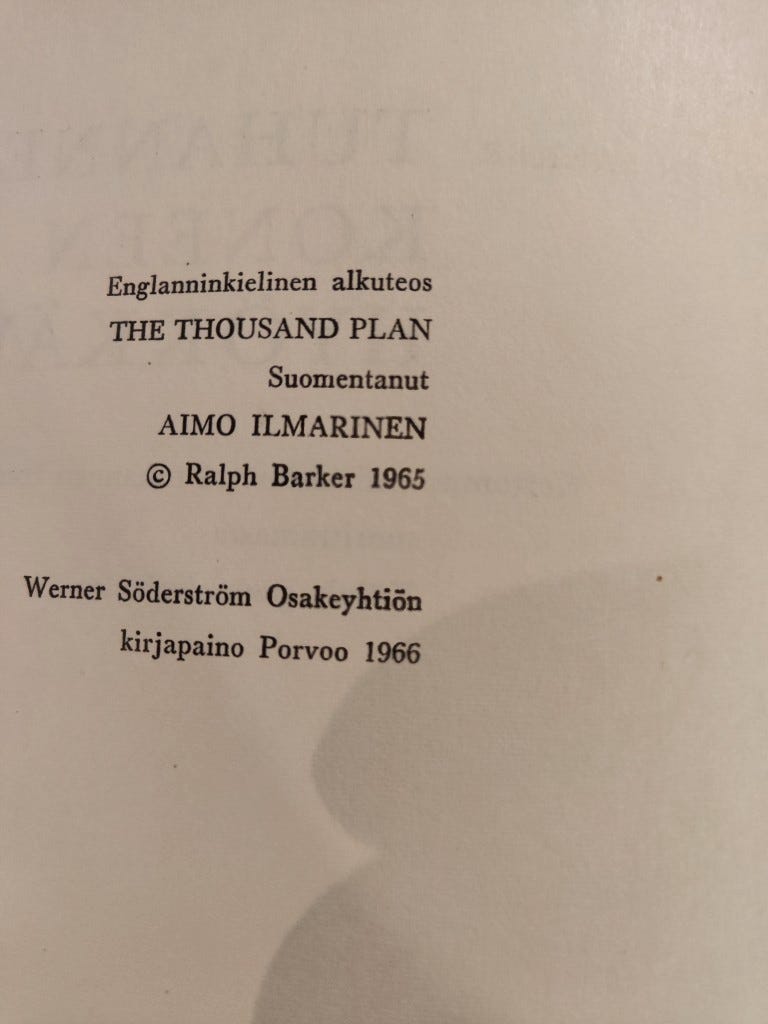 Englanninkielinen alkuteos
THE THOUSAND PLAN
Suomentanut
AIMO ILMARINEN
© Ralph Barker 1965
Werner Söderström Osakeyhtiön
kirjapaino Porvoo 1966